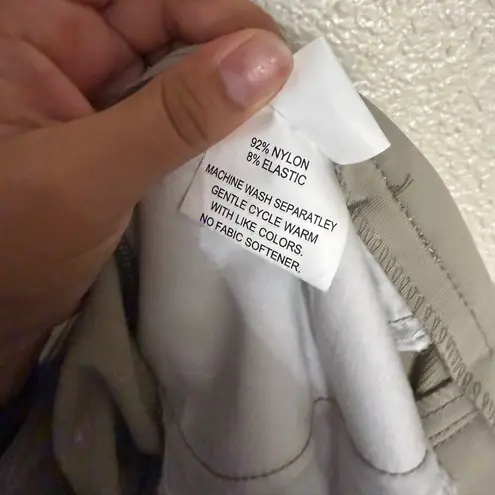 92% NYLON
8% ELASTIC
MACHINE WASH SEPARATLEY
GENTLE CYCLE WARM
WITH LIKE COLORS.
NO FABIC SOFTENER.